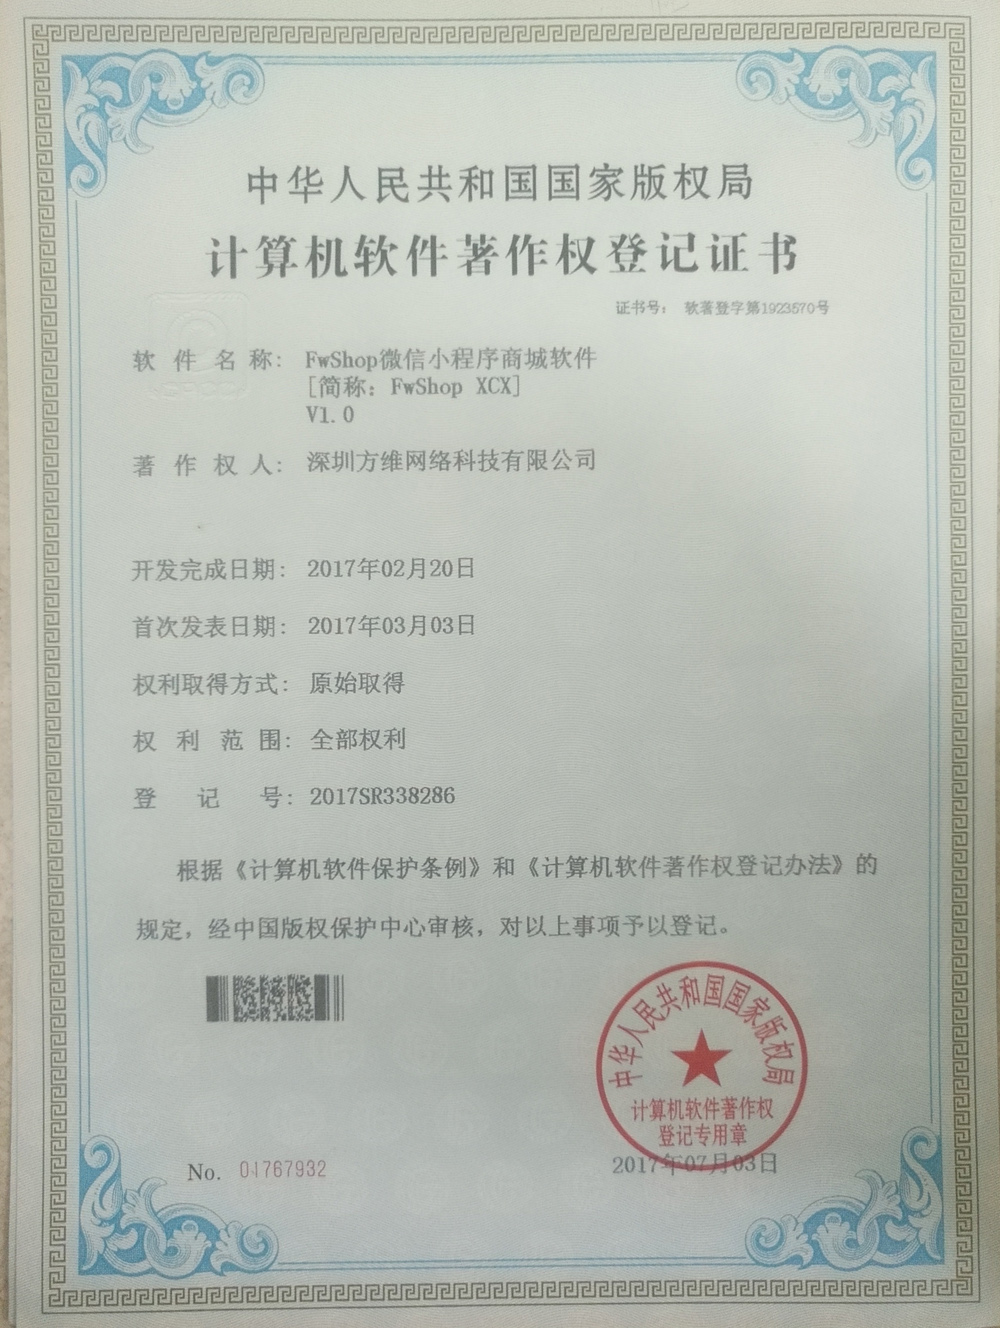 中华人民共和国国家版权局
计算机软件著作权登记证书
证书号： 软著登字第1923570号
软件名称： FwShop微信小程序商城软件
[简称：FwShop XCX]
V1.0
著作权人： 深圳方维网络科技有限公司
开发完成日期： 2017年02月20日
首次发表日期： 2017年03月03日
权利取得方式： 原始取得
权利范围： 全部权利
登记号： 2017SR338286
根据《计算机软件保护条例》和《计算机软件著作权登记办法》的
规定，经中国版权保护中心审核，对以上事项予以登记。
中华人民共和国国家版权局
计算机软件著作权
登记专用章
No. 01767932
2017年07月03日